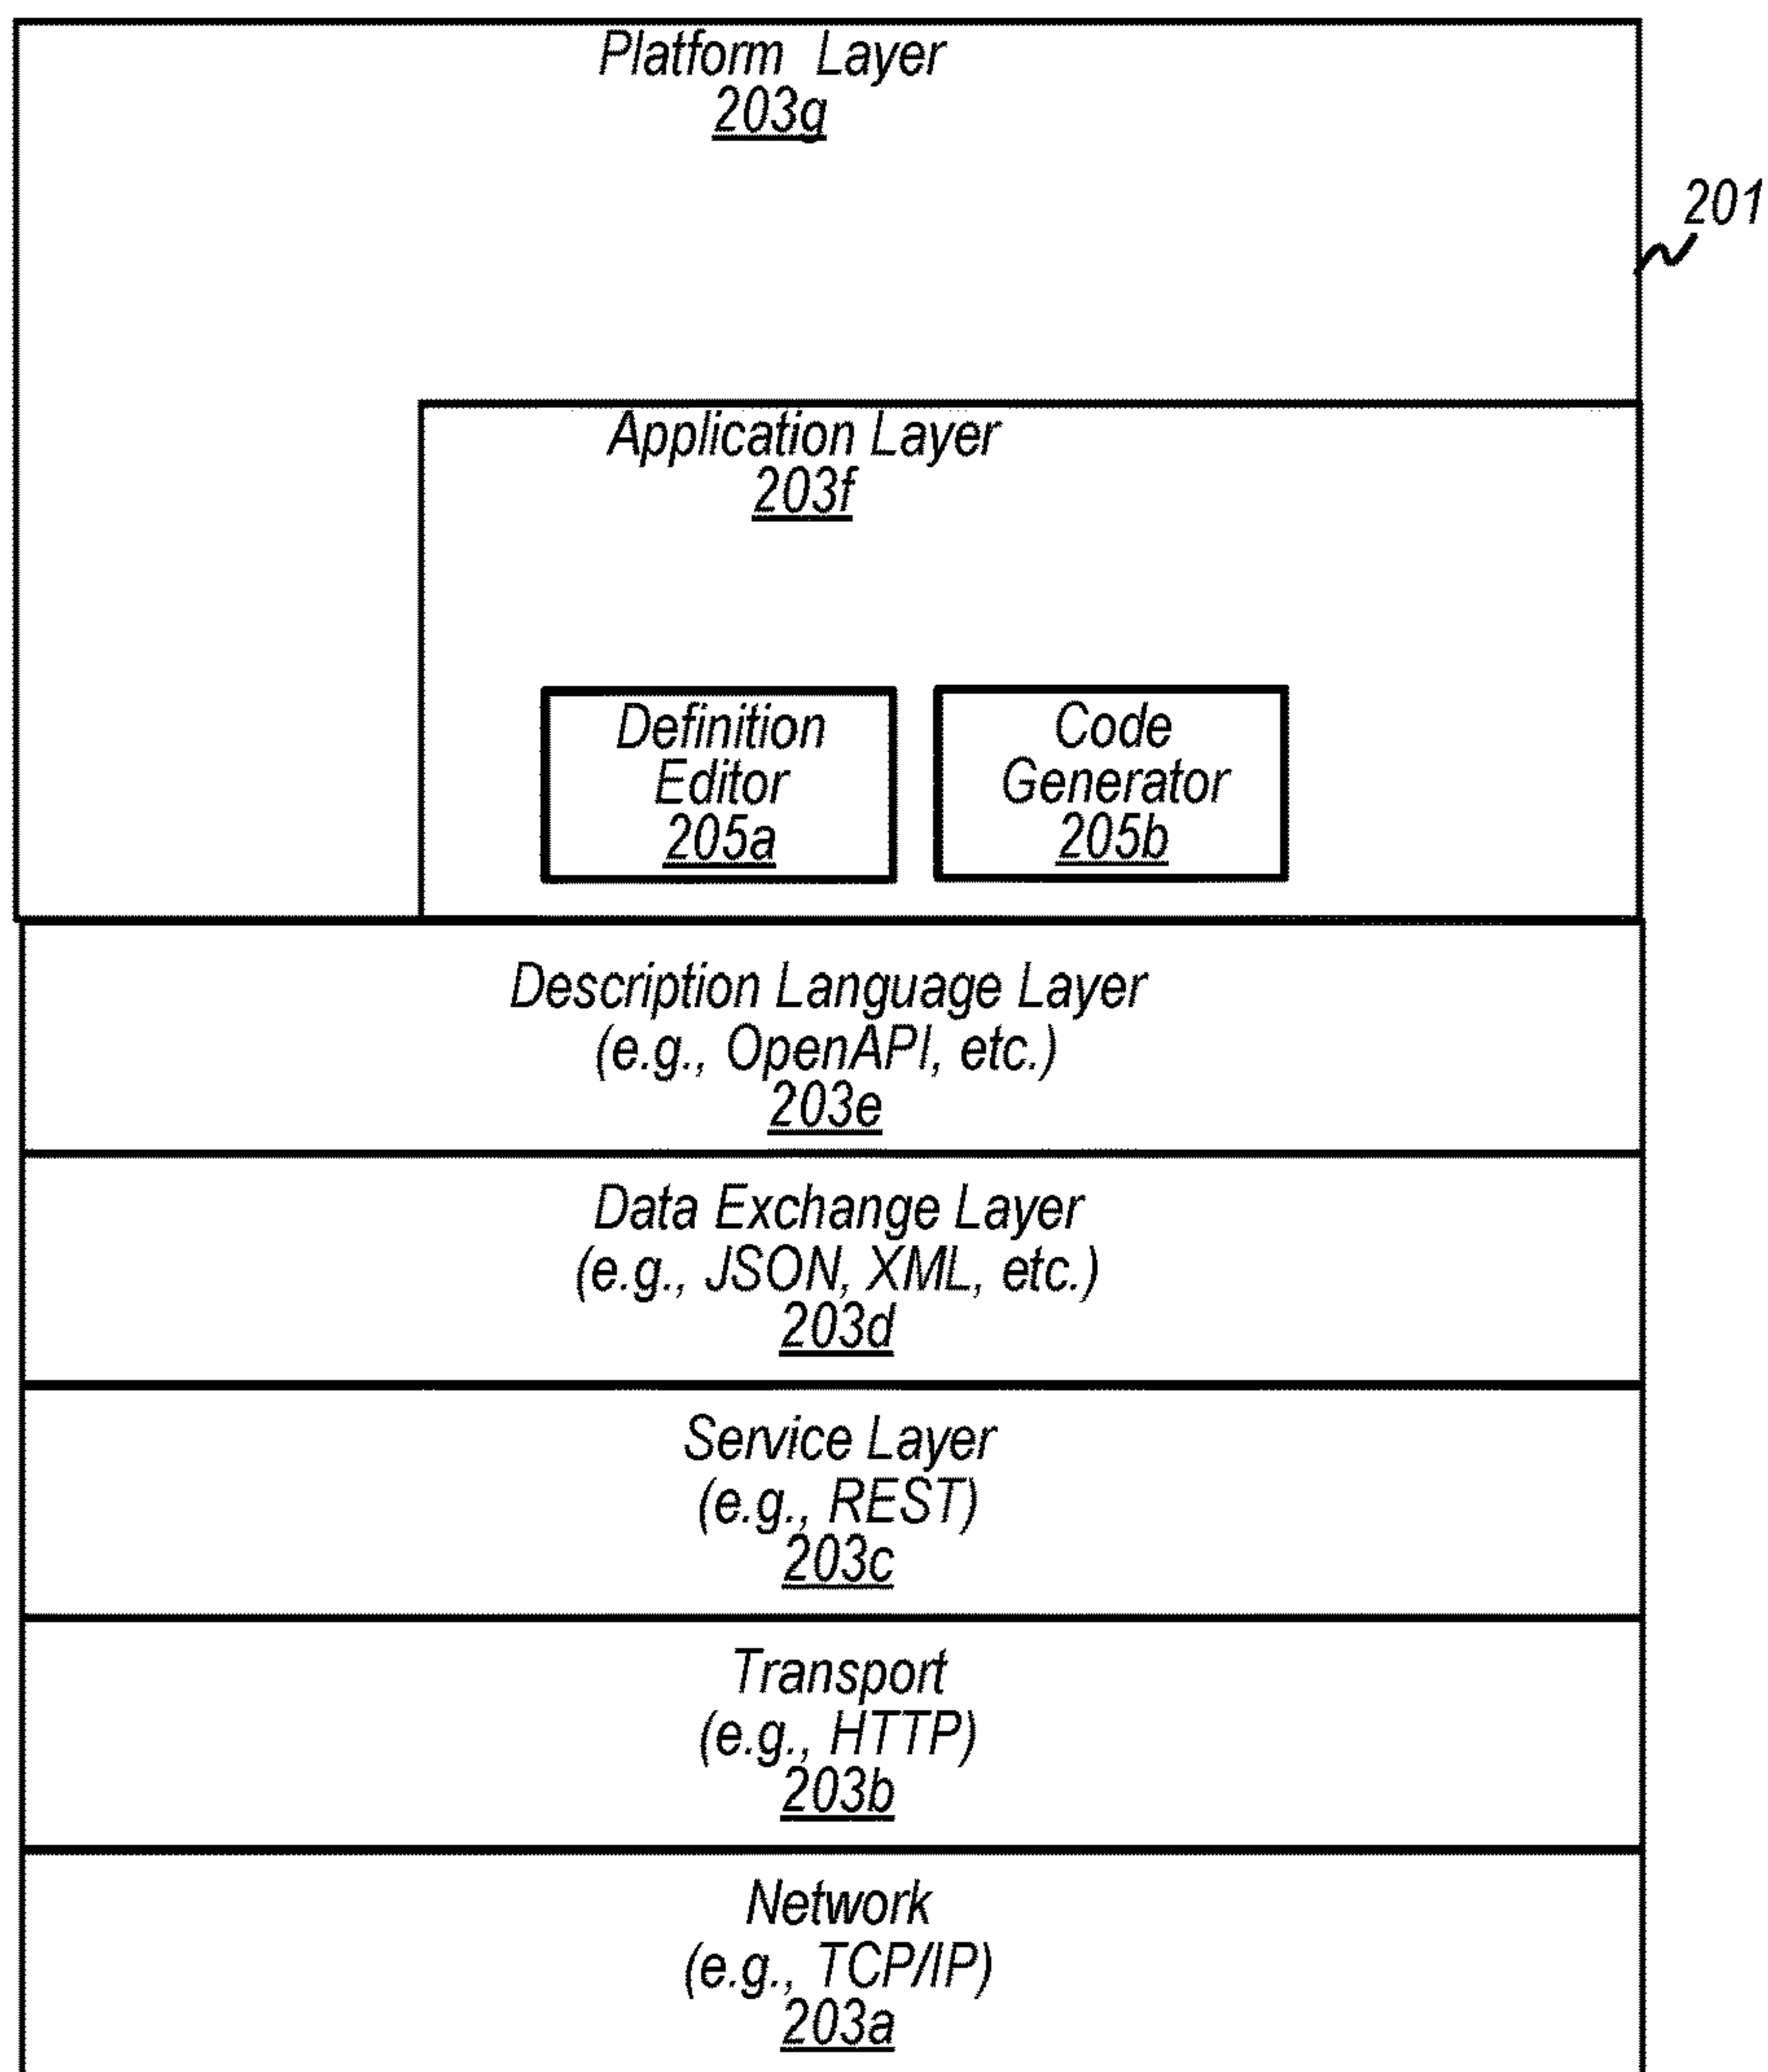 Platform Layer
203g
201
Application Layer
203f
Definition
Editor
205a
Code
Generator
205b
Description Language Layer
(e.g., OpenAPI, etc.)
203e
Data Exchange Layer
(e.g., JSON, XML, etc.)
203d
Service Layer
(e.g., REST)
203c
Transport
(e.g., HTTP)
203b
Network
(e.g., TCP/IP)
203a